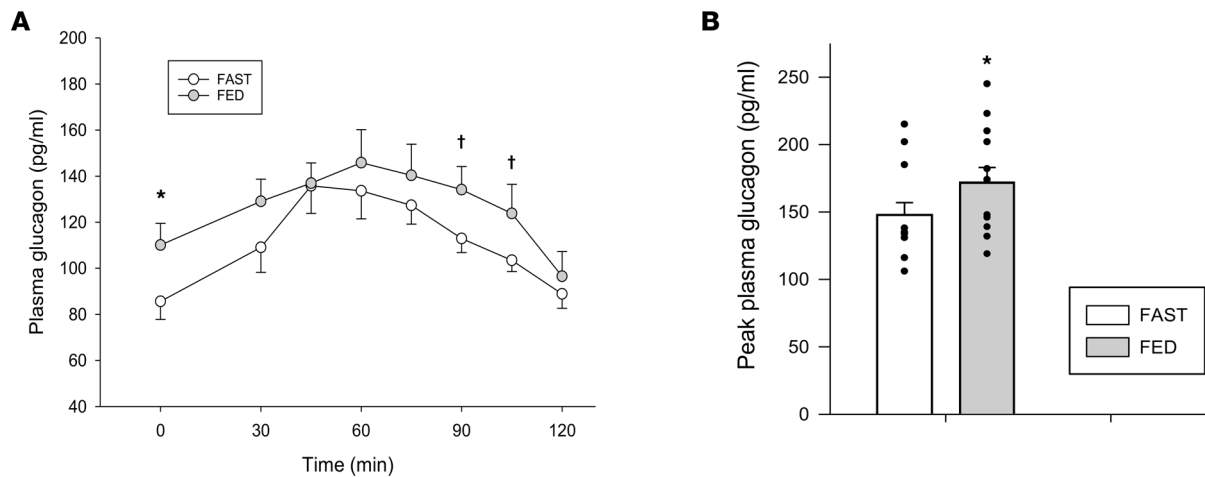 A
Plasma glucagon (pg/ml)
200
180
160
140
120
100
80
60
40
FAST
FED
*
†
†
0
30
60
90
120
Time (min)
B
Peak plasma glucagon (pg/ml)
250
200
150
100
50
0
*
FAST
FED